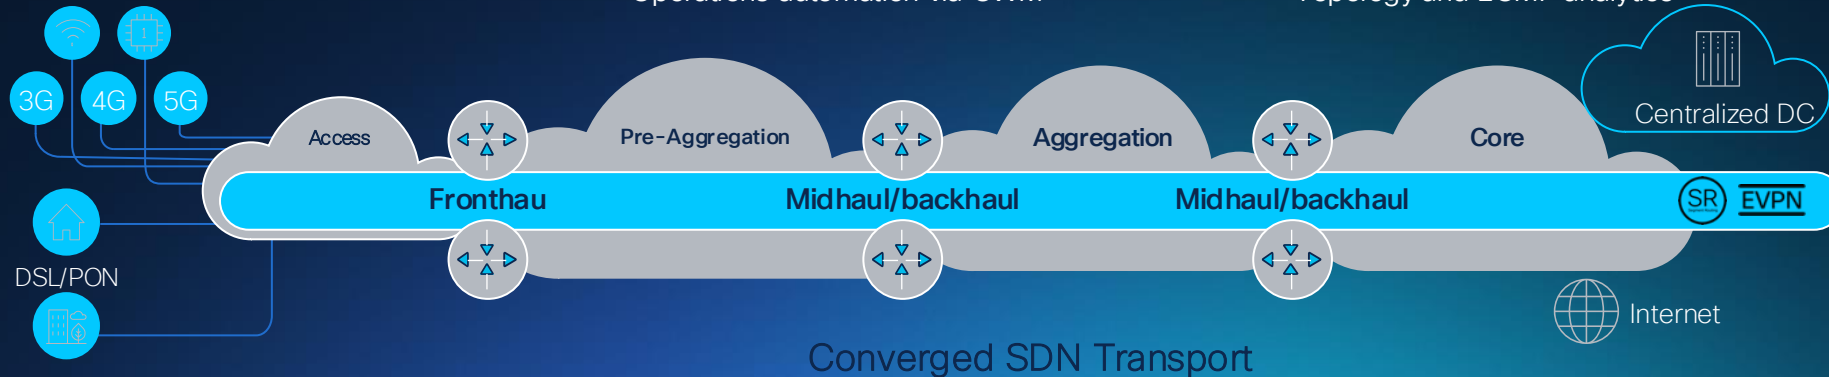 3G
4G
5G
1
Access
Pre-Aggregation
Aggregation
Core
Centralized DC
Fronthau
Midhaul/backhaul
Midhaul/backhaul
SR
EVPN
DSL/PON
Internet
Converged SDN Transport